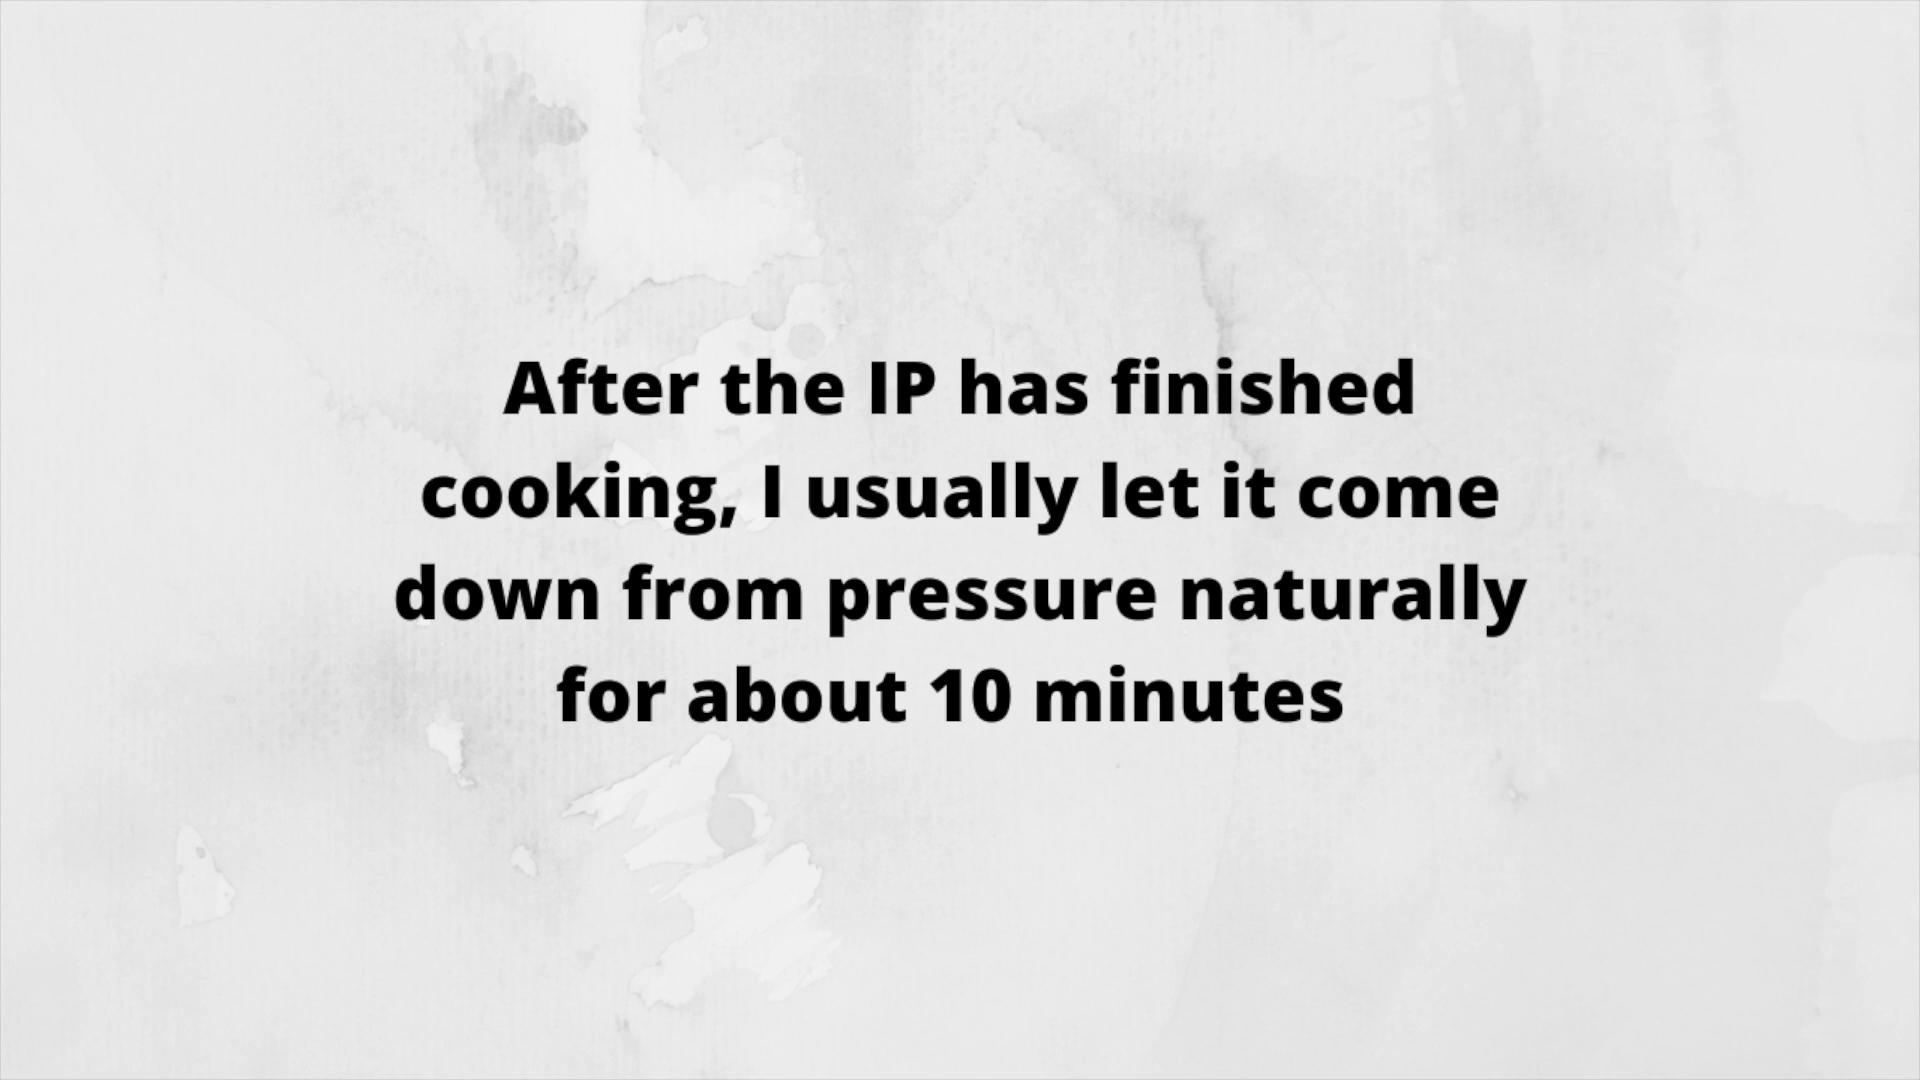 After the IP has finished
cooking, I usually let it come
down from pressure naturally
for about 10 minutes